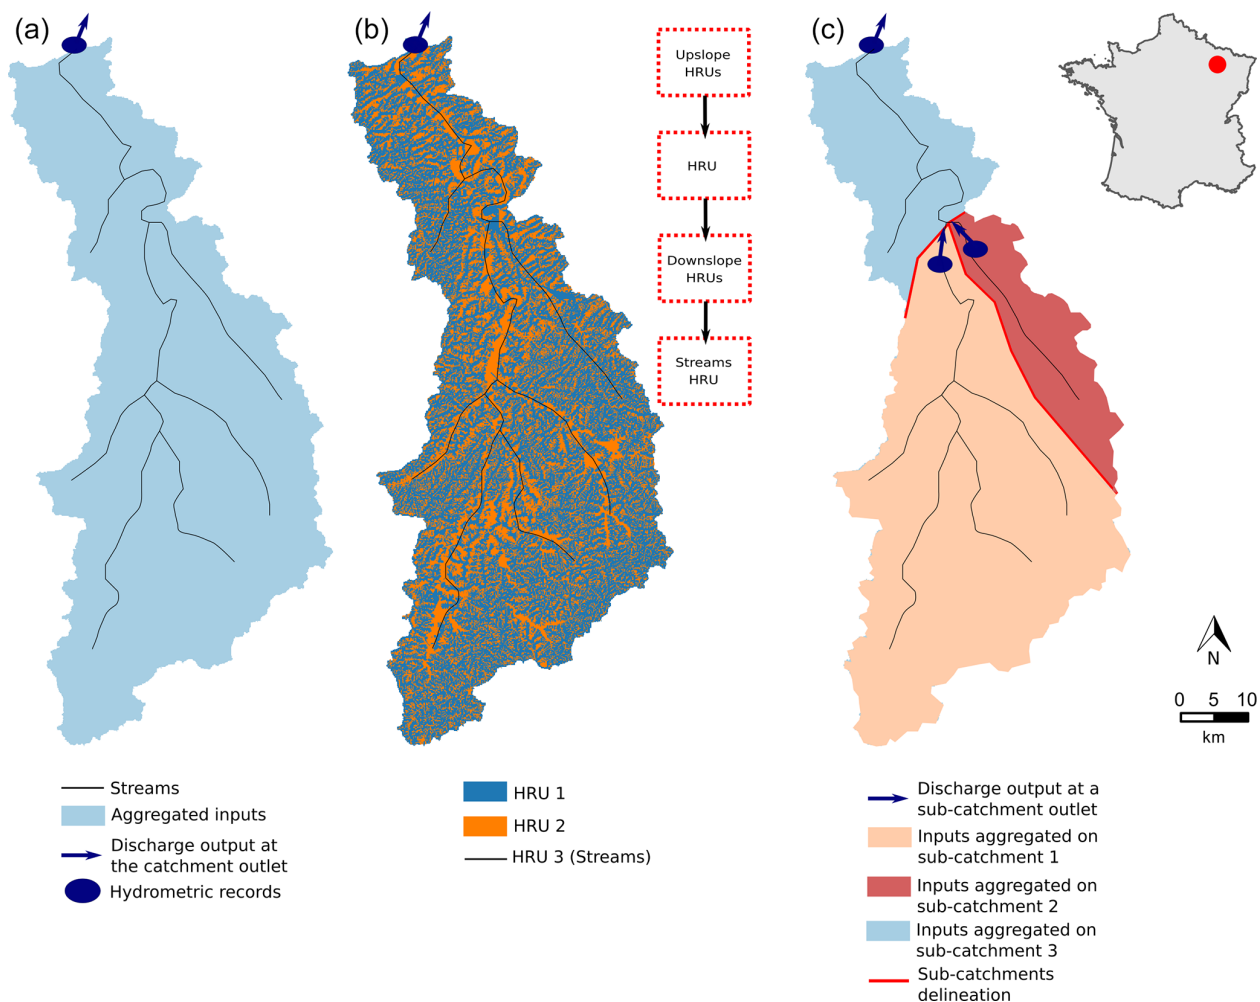 (a)
(b)
(c)
Upslope
HRUs
HRU
Downslope
HRUs
Streams
HRU
N
0 5 10
km
Streams
Aggregated inputs
Discharge output at
the catchment outlet
Hydrometric records
HRU 1
HRU 2
HRU 3 (Streams)
Discharge output at a
sub-catchment outlet
Inputs aggregated on
sub-catchment 1
Inputs aggregated on
sub-catchment 2
Inputs aggregated on
sub-catchment 3
Sub-catchments
delineation